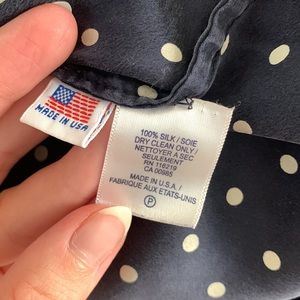 MADE IN USA
100% SILK / SOIE
DRY CLEAN ONLY /
NETTOYER A SEC
SEULEMENT
RN 116219
CA 00985
MADE IN U.S.A. /
FABRIQUE AUX ETATS-UNIS
P